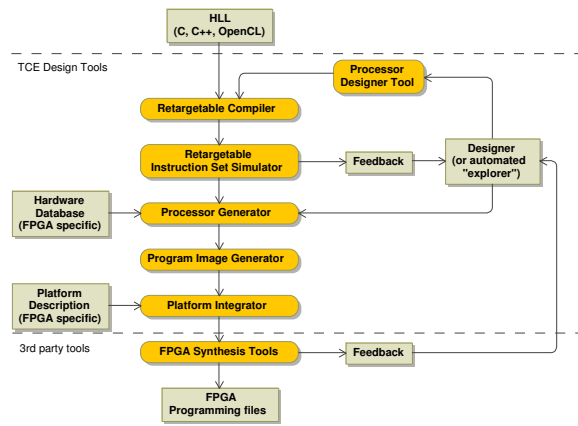 HLL
(C, C++, OpenCL)
TCE Design Tools
Processor
Designer Tool
Retargetable Compiler
Retargetable
Instruction Set Simulator
Feedback
Designer
(or automated
"explorer")
Hardware
Database
(FPGA specific)
Processor Generator
Program Image Generator
Platform
Description
(FPGA specific)
Platform Integrator
3rd party tools
FPGA Synthesis Tools
Feedback
FPGA
Programming files